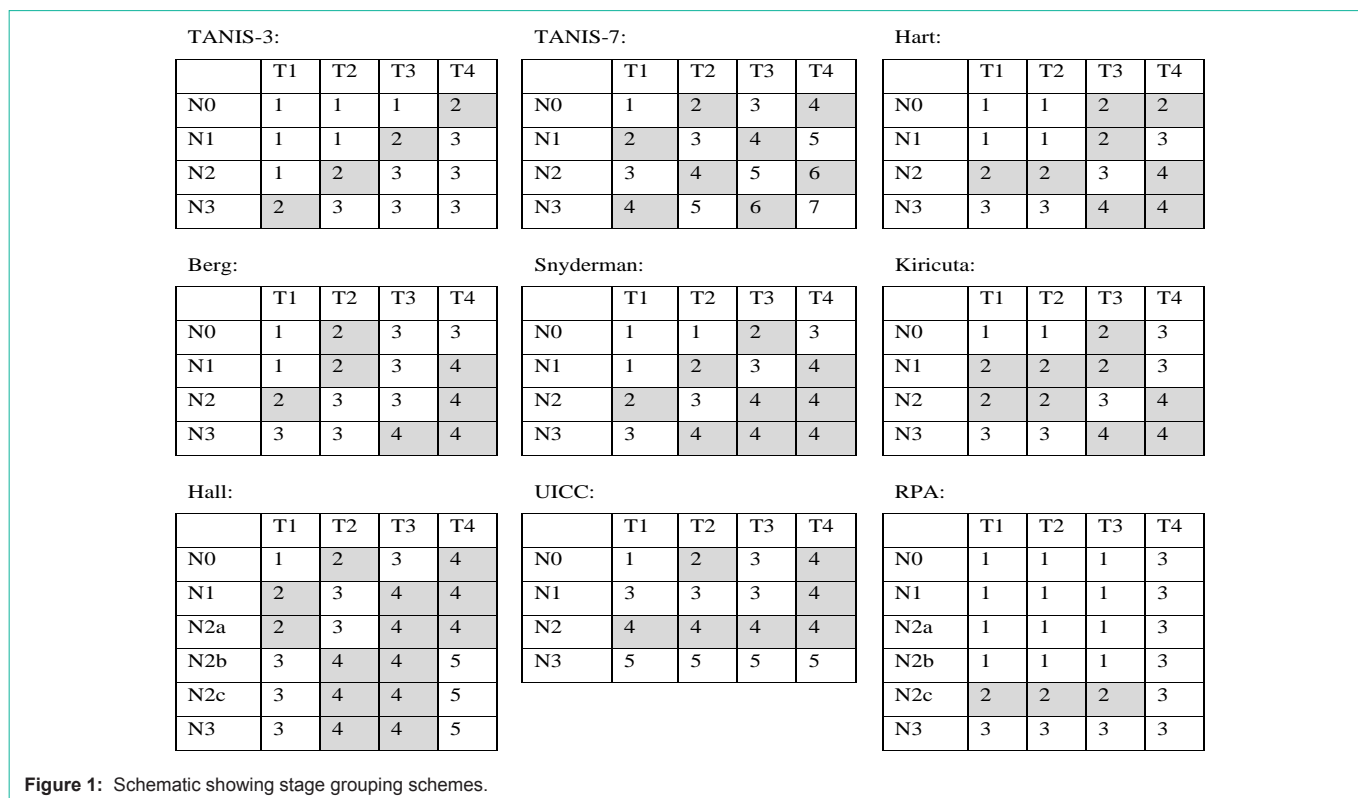 TANIS-3:
T1 T2 T3 T4
N0 1 1 1 2
N1 1 1 2 3
N2 1 2 3 3
N3 2 3 3 3
TANIS-7:
T1 T2 T3 T4
N0 1 2 3 4
N1 2 3 4 5
N2 3 4 5 6
N3 4 5 6 7
Hart:
T1 T2 T3 T4
N0 1 1 2 2
N1 1 1 2 3
N2 2 2 3 4
N3 3 3 4 4
Berg:
T1 T2 T3 T4
N0 1 2 3 3
N1 1 2 3 4
N2 2 3 3 4
N3 3 3 4 4
Snyderman:
T1 T2 T3 T4
N0 1 1 2 3
N1 1 2 3 4
N2 2 3 4 4
N3 3 4 4 4
Kiricuta:
T1 T2 T3 T4
N0 1 1 2 3
N1 2 2 2 3
N2 2 2 3 4
N3 3 3 4 4
Hall:
T1 T2 T3 T4
N0 1 2 3 4
N1 2 3 4 4
N2a 2 3 4 4
N2b 3 4 4 5
N2c 3 4 4 5
N3 3 4 4 5
UICC:
T1 T2 T3 T4
N0 1 2 3 4
N1 3 3 3 4
N2 4 4 4 4
N3 5 5 5 5
RPA:
T1 T2 T3 T4
N0 1 1 1 3
N1 1 1 1 3
N2a 1 1 1 3
N2b 1 1 1 3
N2c 2 2 2 3
N3 3 3 3 3
Figure 1: Schematic showing stage grouping schemes.